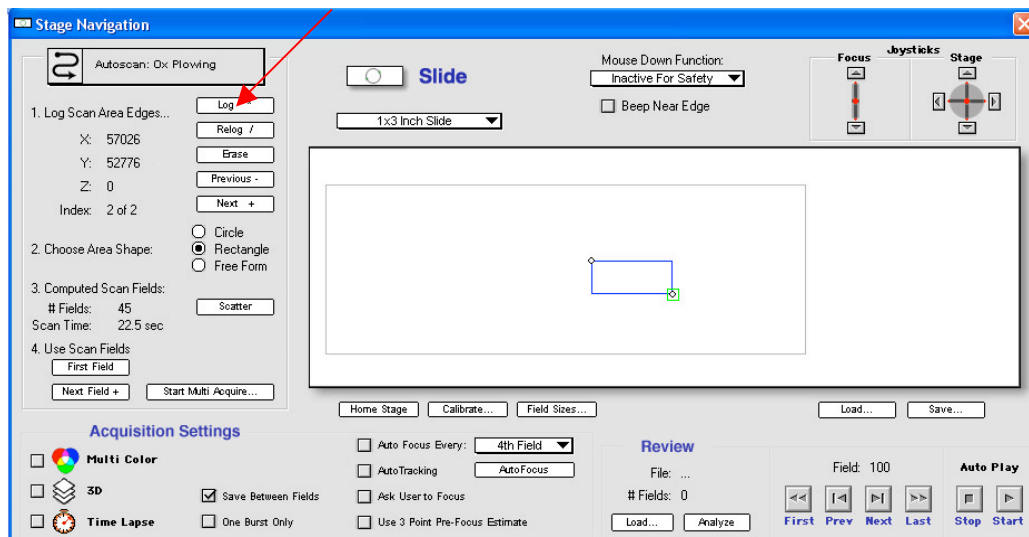 Stage Navigation
Autoscan: Ox Plowing
1. Log Scan Area Edges...
X: 57026
Y: 52776
Z: 0
Index: 2 of 2
Log
Relog /
Erase
Previous -
Next +
2. Choose Area Shape:
Circle
Rectangle
Free Form
3. Computed Scan Fields:
# Fields: 45
Scan Time: 22.5 sec
Scatter
4. Use Scan Fields
First Field
Next Field +
Start Multi Acquire...
Slide
1x3 Inch Slide
Mouse Down Function:
Inactive For Safety
Beep Near Edge
Joysticks
Focus
Stage
Home Stage
Calibrate...
Field Sizes...
Load...
Save...
Acquisition Settings
Multi Color
3D
Time Lapse
Save Between Fields
One Burst Only
Auto Focus Every:
4th Field
AutoTracking
AutoFocus
Ask User to Focus
Use 3 Point Pre-Focus Estimate
Review
File: ...
# Fields: 0
Load...
Analyze
Field: 100
First
Prev
Next
Last
Auto Play
Stop
Start